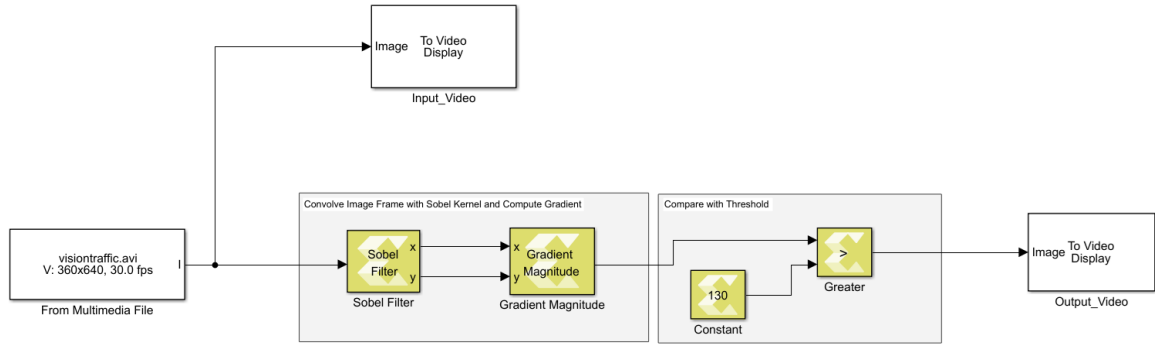 Image
To Video
Display
Input_Video
Convolve Image Frame with Sobel Kernel and Compute Gradient
Compare with Threshold
visiontraffic.avi
V: 360x640, 30.0 fps
I
From Multimedia File
Sobel
Filter
x
y
Sobel Filter
x
y
Gradient
Magnitude
Gradient Magnitude
130
Constant
>
Greater
Image
To Video
Display
Output_Video